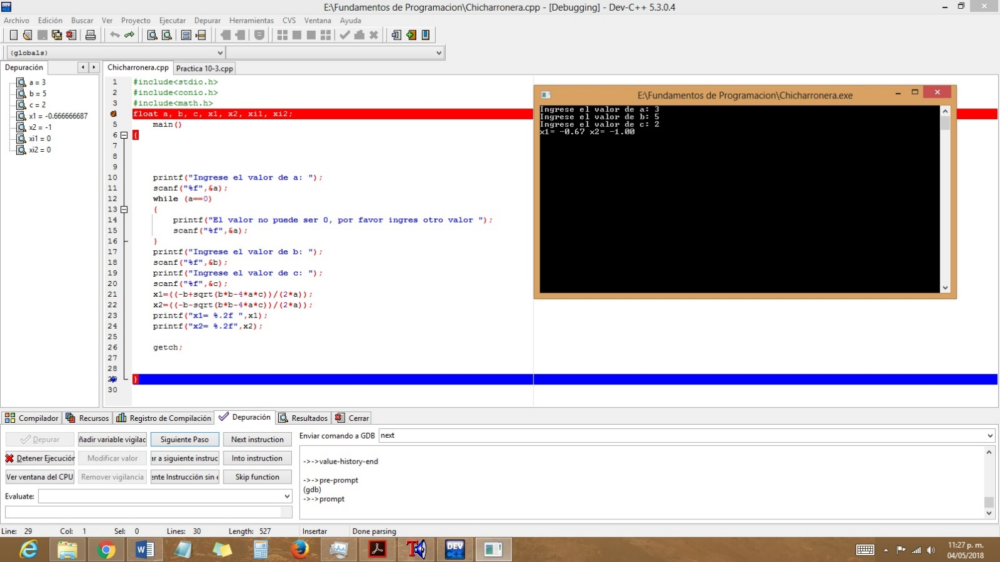 E:\Fundamentos de Programacion\Chicharronera.cpp - [Debugging] - Dev-C++ 5.3.0.4
Archivo Edición Buscar Ver Proyecto Ejecutar Depurar Herramientas CVS Ventana Ayuda
(globals)
Depuración
Chicharronera.cpp Practica 10-3.cpp
a = 3
b = 5
c = 2
x1 = -0.666666687
x2 = -1
xi1 = 0
xi2 = 0
1 #include<stdio.h>
2 #include<conio.h>
3 #include<math.h>
float a, b, c, x1, x2, xi1, xi2;
5 main()
6 {
7
8
9
10 printf("Ingrese el valor de a: ");
11 scanf("%f",&a);
12 while (a==0)
13 {
14 printf("El valor no puede ser 0, por favor ingres otro valor ");
15 scanf("%f",&a);
16 }
17 printf("Ingrese el valor de b: ");
18 scanf("%f",&b);
19 printf("Ingrese el valor de c: ");
20 scanf("%f",&c);
21 x1=((-b+sqrt(b*b-4*a*c))/(2*a));
22 x2=((-b-sqrt(b*b-4*a*c))/(2*a));
23 printf("x1= %.2f ",x1);
24 printf("x2= %.2f",x2);
25
26 getch;
27
28
29 }
30
E:\Fundamentos de Programacion\Chicharronera.exe
Ingrese el valor de a: 3
Ingrese el valor de b: 5
Ingrese el valor de c: 2
x1= -0.67 x2= -1.00
Compilador Recursos Registro de Compilación Depuración Resultados Cerrar
Depurar ñadir variable vigilac Siguiente Paso Next instruction
Detener Ejecución Modificar valor ar a siguiente instruc Into instruction
Ver ventana del CPU Remover vigilancia ente Instrucción sin e Skip function
Evaluate:
Enviar comando a GDB next
->->value-history-end
->->pre-prompt
(gdb)
->->prompt
Line: 29 Col: 1 Sel: 0 Lines: 30 Length: 527 Insertar Done parsing
DEV C++
11:27 p. m.
04/05/2018